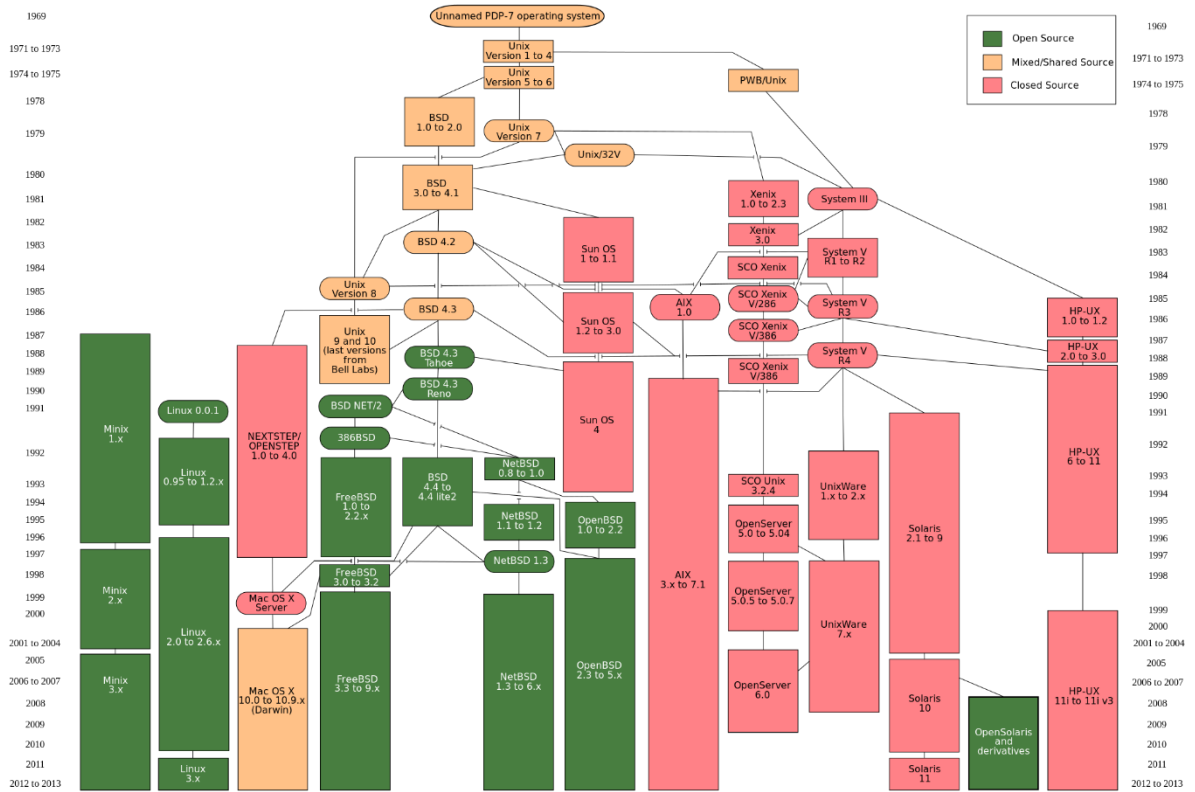 Unnamed PDP-7 operating system
1969
1971 to 1973
1974 to 1975
1978
1979
1980
1981
1982
1983
1984
1985
1986
1987
1988
1989
1990
1991
1992
1993
1994
1995
1996
1997
1998
1999
2000
2001 to 2004
2005
2006 to 2007
2008
2009
2010
2011
2012 to 2013
Open Source
Mixed/Shared Source
Closed Source
Unix
Version 1 to 4
Unix
Version 5 to 6
PWB/Unix
BSD
1.0 to 2.0
Unix
Version 7
Unix/32V
BSD
3.0 to 4.1
Xenix
1.0 to 2.3
System III
Xenix
3.0
BSD 4.2
Sun OS
1 to 1.1
System V
R1 to R2
SCO Xenix
Unix
Version 8
SCO Xenix
V/286
AIX
1.0
System V
R3
BSD 4.3
Sun OS
1.2 to 3.0
HP-UX
1.0 to 1.2
SCO Xenix
V/386
Unix
9 and 10
(last versions
from
Bell Labs)
BSD 4.3
Tahoe
System V
R4
HP-UX
2.0 to 3.0
SCO Xenix
V/386
BSD 4.3
Reno
BSD NET/2
Linux 0.0.1
Minix
1.x
NEXTSTEP/
OPENSTEP
1.0 to 4.0
386BSD
Sun OS
4
HP-UX
6 to 11
Linux
0.95 to 1.2.x
NetBSD
0.8 to 1.0
BSD
4.4 to
4.4 lite2
FreeBSD
1.0 to
2.2.x
SCO Unix
3.2.4
UnixWare
1.x to 2.x
NetBSD
1.1 to 1.2
OpenBSD
1.0 to 2.2
OpenServer
5.0 to 5.04
Solaris
2.1 to 9
NetBSD 1.3
FreeBSD
3.0 to 3.2
AIX
3.x to 7.1
Minix
2.x
Mac OS X
Server
OpenServer
5.0.5 to 5.0.7
UnixWare
7.x
Linux
2.0 to 2.6.x
Minix
3.x
Mac OS X
10.0 to 10.9.x
(Darwin)
FreeBSD
3.3 to 9.x
NetBSD
1.3 to 6.x
OpenBSD
2.3 to 5.x
OpenServer
6.0
Solaris
10
HP-UX
11i to 11i v3
OpenSolaris
and
derivatives
Linux
3.x
Solaris
11
1969
1971 to 1973
1974 to 1975
1978
1979
1980
1981
1982
1983
1984
1985
1986
1987
1988
1989
1990
1991
1992
1993
1994
1995
1996
1997
1998
1999
2000
2001 to 2004
2005
2006 to 2007
2008
2009
2010
2011
2012 to 2013